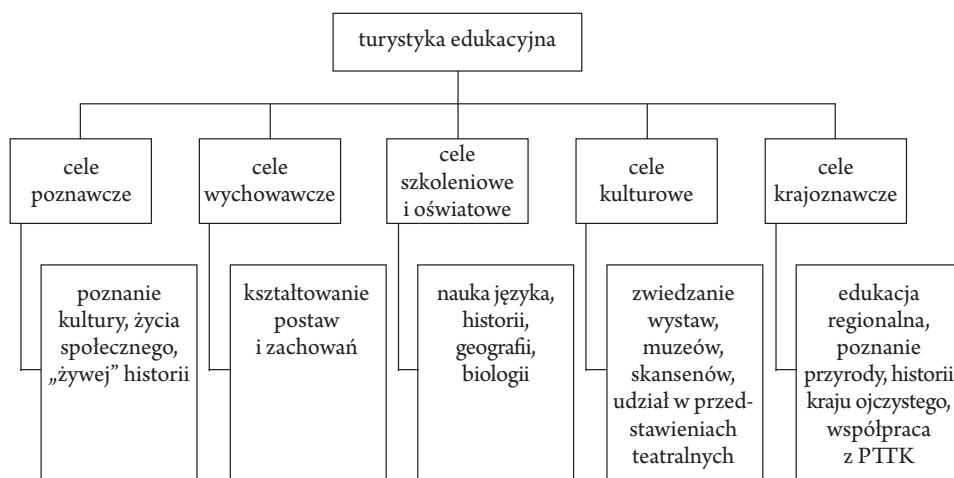 turystyka edukacyjna
cele
poznawcze
cele
wychowawcze
cele
szkoleniowe
i oświatowe
cele
kulturowe
cele
krajoznawcze
poznanie
kultury, życia
społecznego,
„żywej” historii
kształtowanie
postaw
i zachowań
nauka języka,
historii,
geografii,
biologii
zwiedzanie
wystaw,
muzeów,
skansenów,
udział w przed-
stawieniach
teatralnych
edukacja
regionalna,
poznanie
przyrody, historii
kraju ojczystego,
współpraca
z PTTK